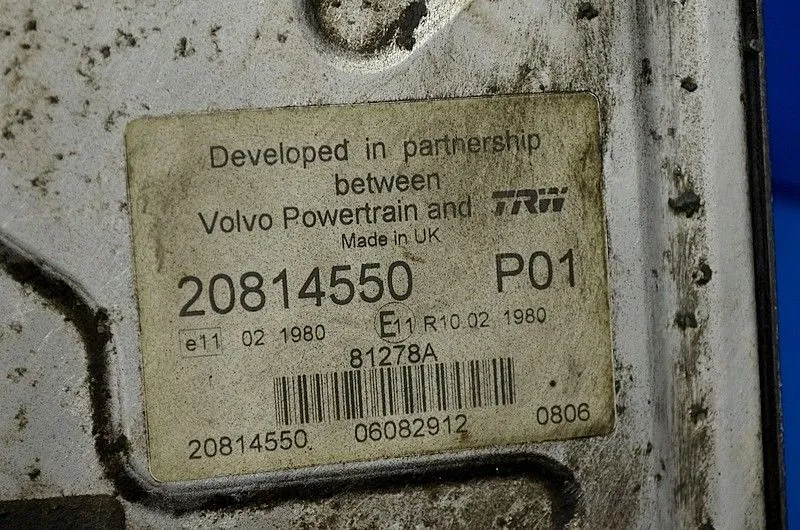 Developed in partnership
between
Volvo Powertrain and TRW
Made in UK
20814550 P01
e11 02 1980 E11 R10 02 1980
81278A
20814550 06082912 0806